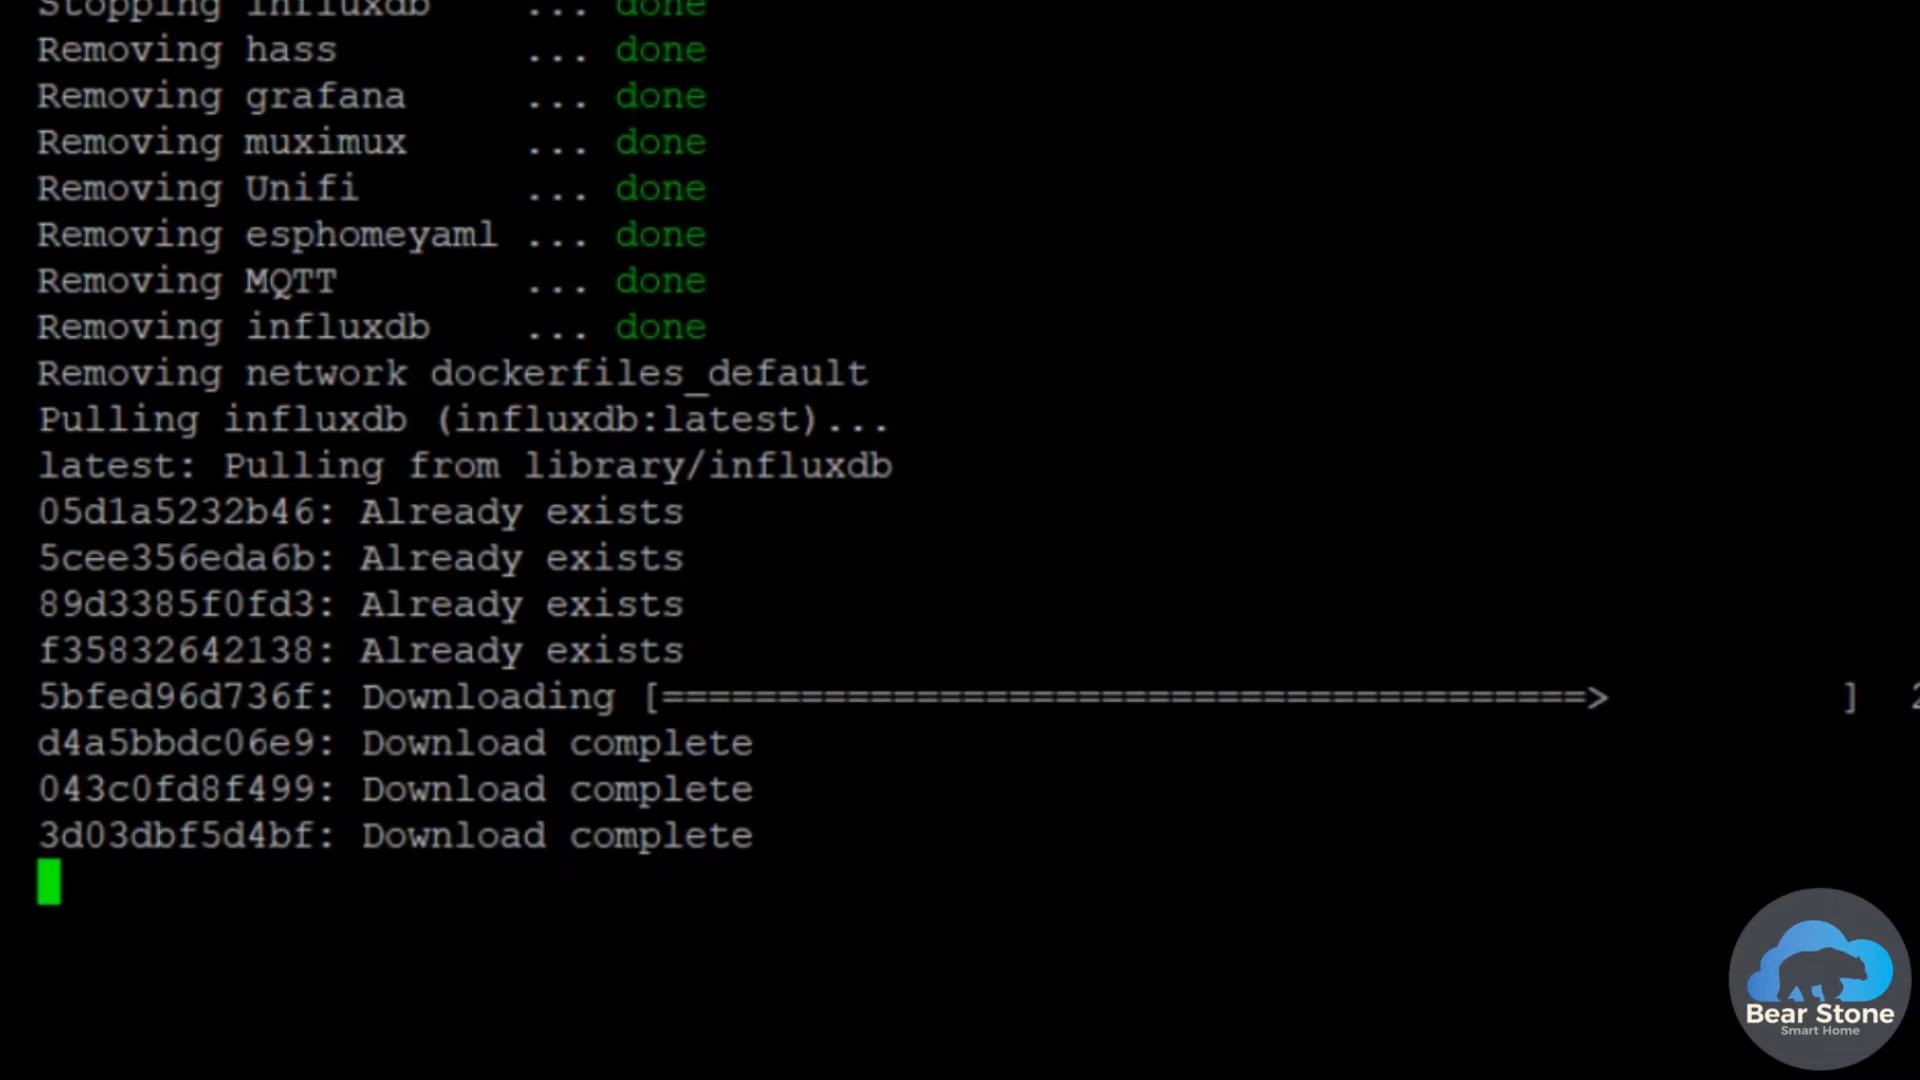 Stopping influxdb ... done
Removing hass ... done
Removing grafana ... done
Removing muximux ... done
Removing Unifi ... done
Removing esphomeyaml ... done
Removing MQTT ... done
Removing influxdb ... done
Removing network dockerfiles_default
Pulling influxdb (influxdb:latest)...
latest: Pulling from library/influxdb
05d1a5232b46: Already exists
5cee356eda6b: Already exists
89d3385f0fd3: Already exists
f35832642138: Already exists
5bfed96d736f: Downloading [========================================> ]
d4a5bbdc06e9: Download complete
043c0fd8f499: Download complete
3d03dbf5d4bf: Download complete
Bear Stone
Smart Home